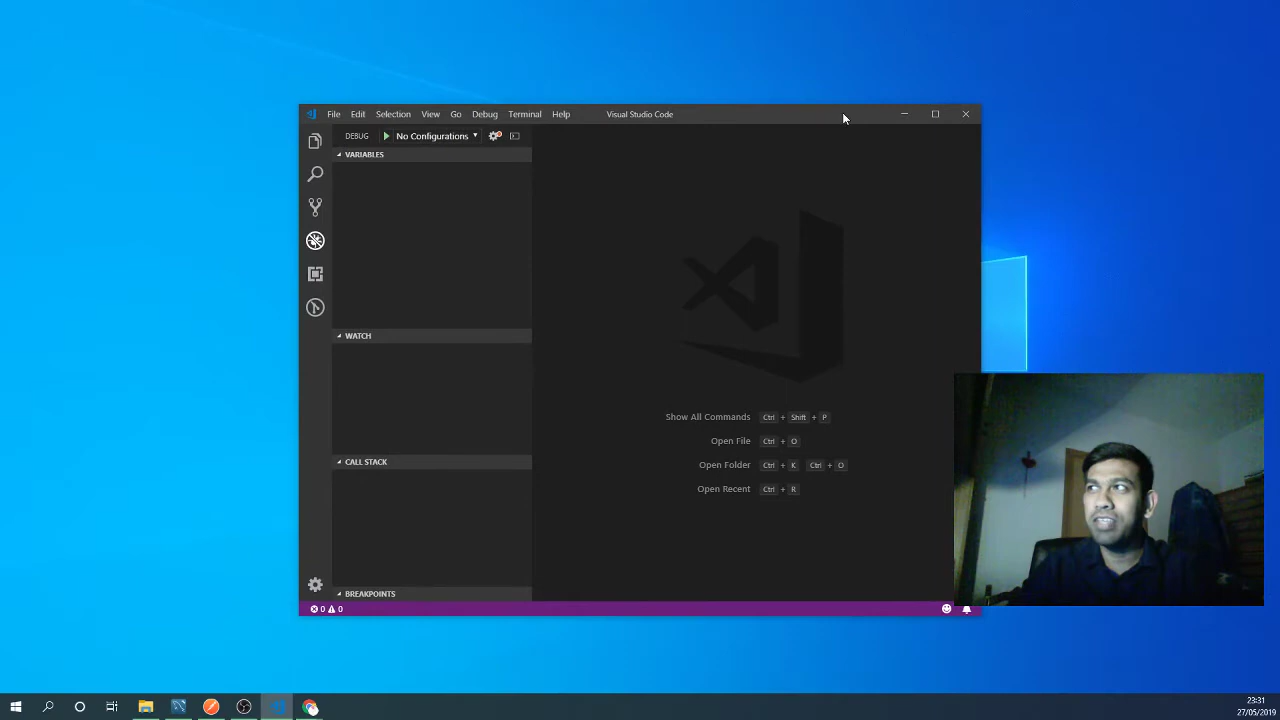 File Edit Selection View Go Debug Terminal Help Visual Studio Code
DEBUG No Configurations
VARIABLES
Show All Commands Ctrl + Shift + P
Open File Ctrl + O
Open Folder Ctrl + K Ctrl + O
Open Recent Ctrl + R
WATCH
CALL STACK
BREAKPOINTS
0 0
23:31
27/05/2019